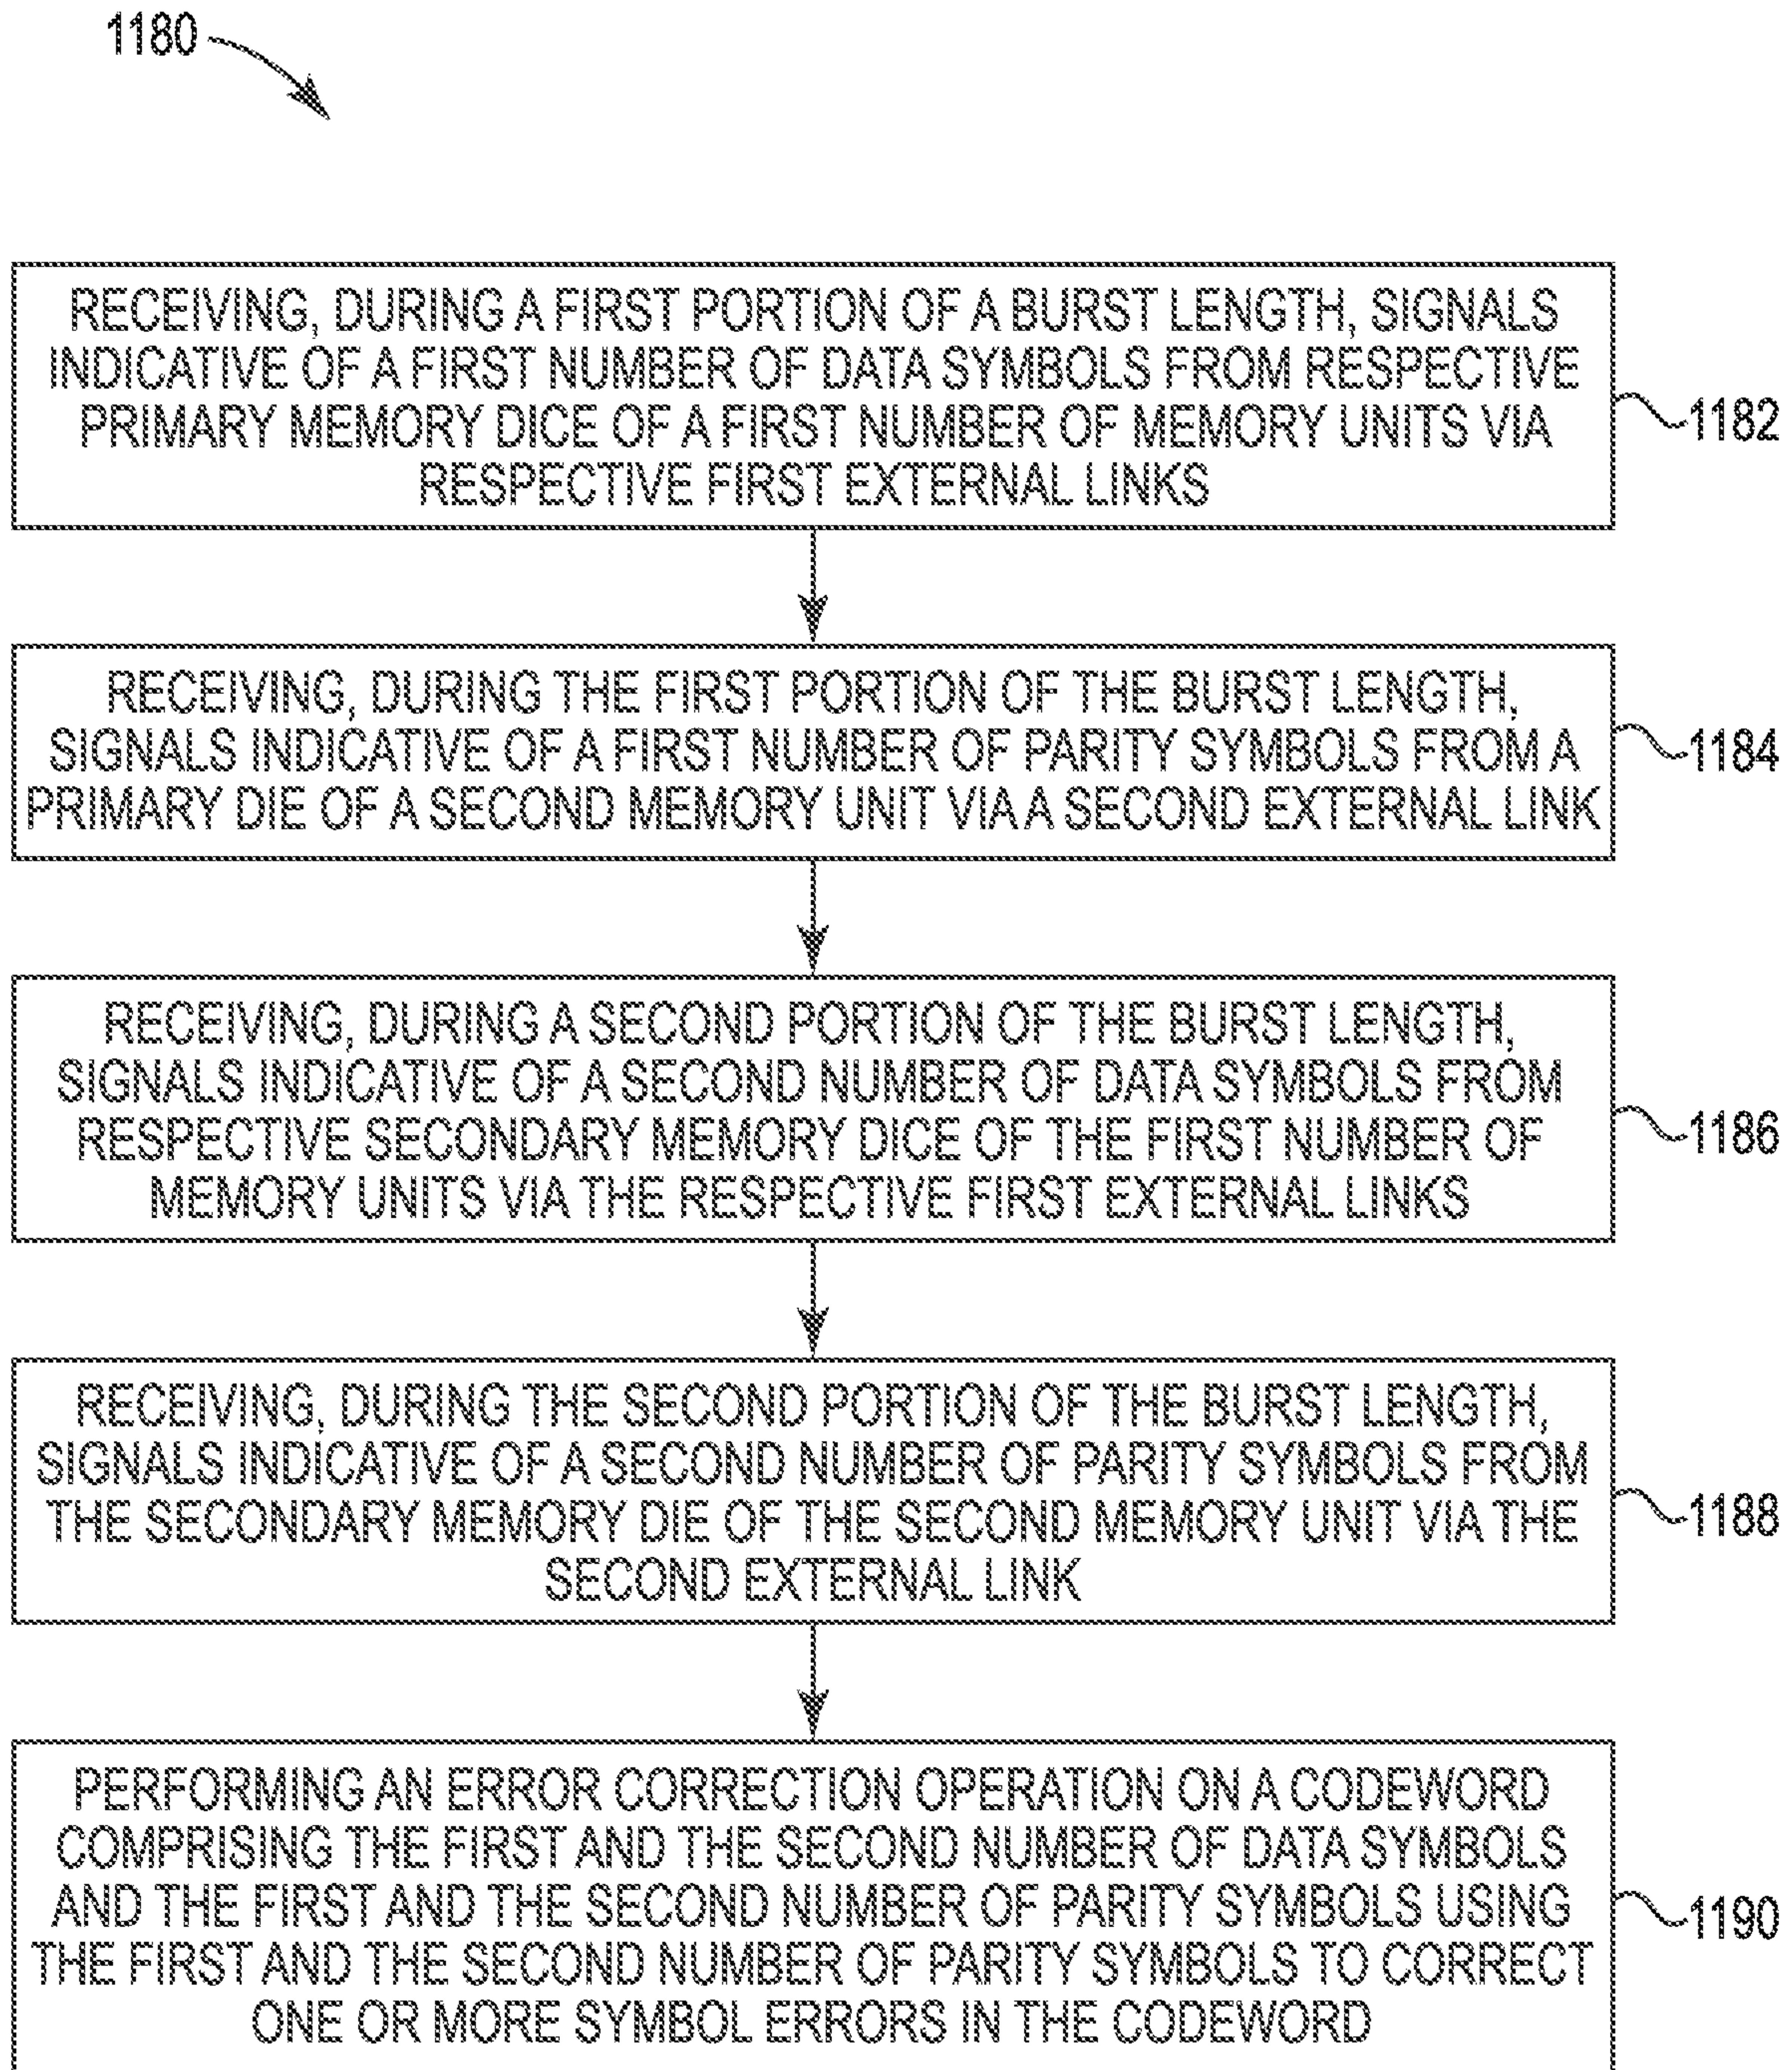 1180
RECEIVING, DURING A FIRST PORTION OF A BURST LENGTH, SIGNALS
INDICATIVE OF A FIRST NUMBER OF DATA SYMBOLS FROM RESPECTIVE
PRIMARY MEMORY DICE OF A FIRST NUMBER OF MEMORY UNITS VIA
RESPECTIVE FIRST EXTERNAL LINKS
1182
RECEIVING, DURING THE FIRST PORTION OF THE BURST LENGTH,
SIGNALS INDICATIVE OF A FIRST NUMBER OF PARITY SYMBOLS FROM A
PRIMARY DIE OF A SECOND MEMORY UNIT VIA A SECOND EXTERNAL LINK
1184
RECEIVING, DURING A SECOND PORTION OF THE BURST LENGTH,
SIGNALS INDICATIVE OF A SECOND NUMBER OF DATA SYMBOLS FROM
RESPECTIVE SECONDARY MEMORY DICE OF THE FIRST NUMBER OF
MEMORY UNITS VIA THE RESPECTIVE FIRST EXTERNAL LINKS
1186
RECEIVING, DURING THE SECOND PORTION OF THE BURST LENGTH,
SIGNALS INDICATIVE OF A SECOND NUMBER OF PARITY SYMBOLS FROM
THE SECONDARY MEMORY DIE OF THE SECOND MEMORY UNIT VIA THE
SECOND EXTERNAL LINK
1188
PERFORMING AN ERROR CORRECTION OPERATION ON A CODEWORD
COMPRISING THE FIRST AND THE SECOND NUMBER OF DATA SYMBOLS
AND THE FIRST AND THE SECOND NUMBER OF PARITY SYMBOLS USING
THE FIRST AND THE SECOND NUMBER OF PARITY SYMBOLS TO CORRECT
ONE OR MORE SYMBOL ERRORS IN THE CODEWORD
1190